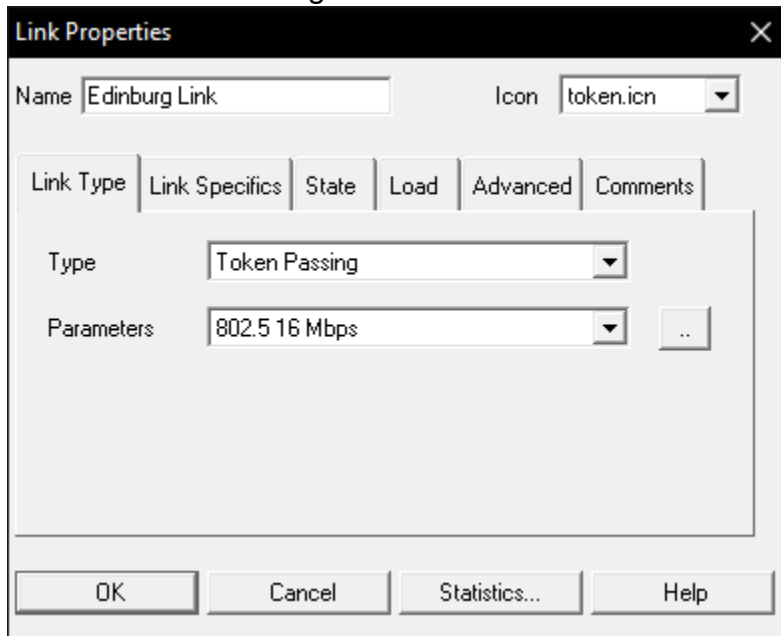 Link Properties
Name Edinburg Link Icon token.icn
Link Type Link Specifics State Load Advanced Comments
Type Token Passing
Parameters 802.5 16 Mbps ..
OK Cancel Statistics... Help